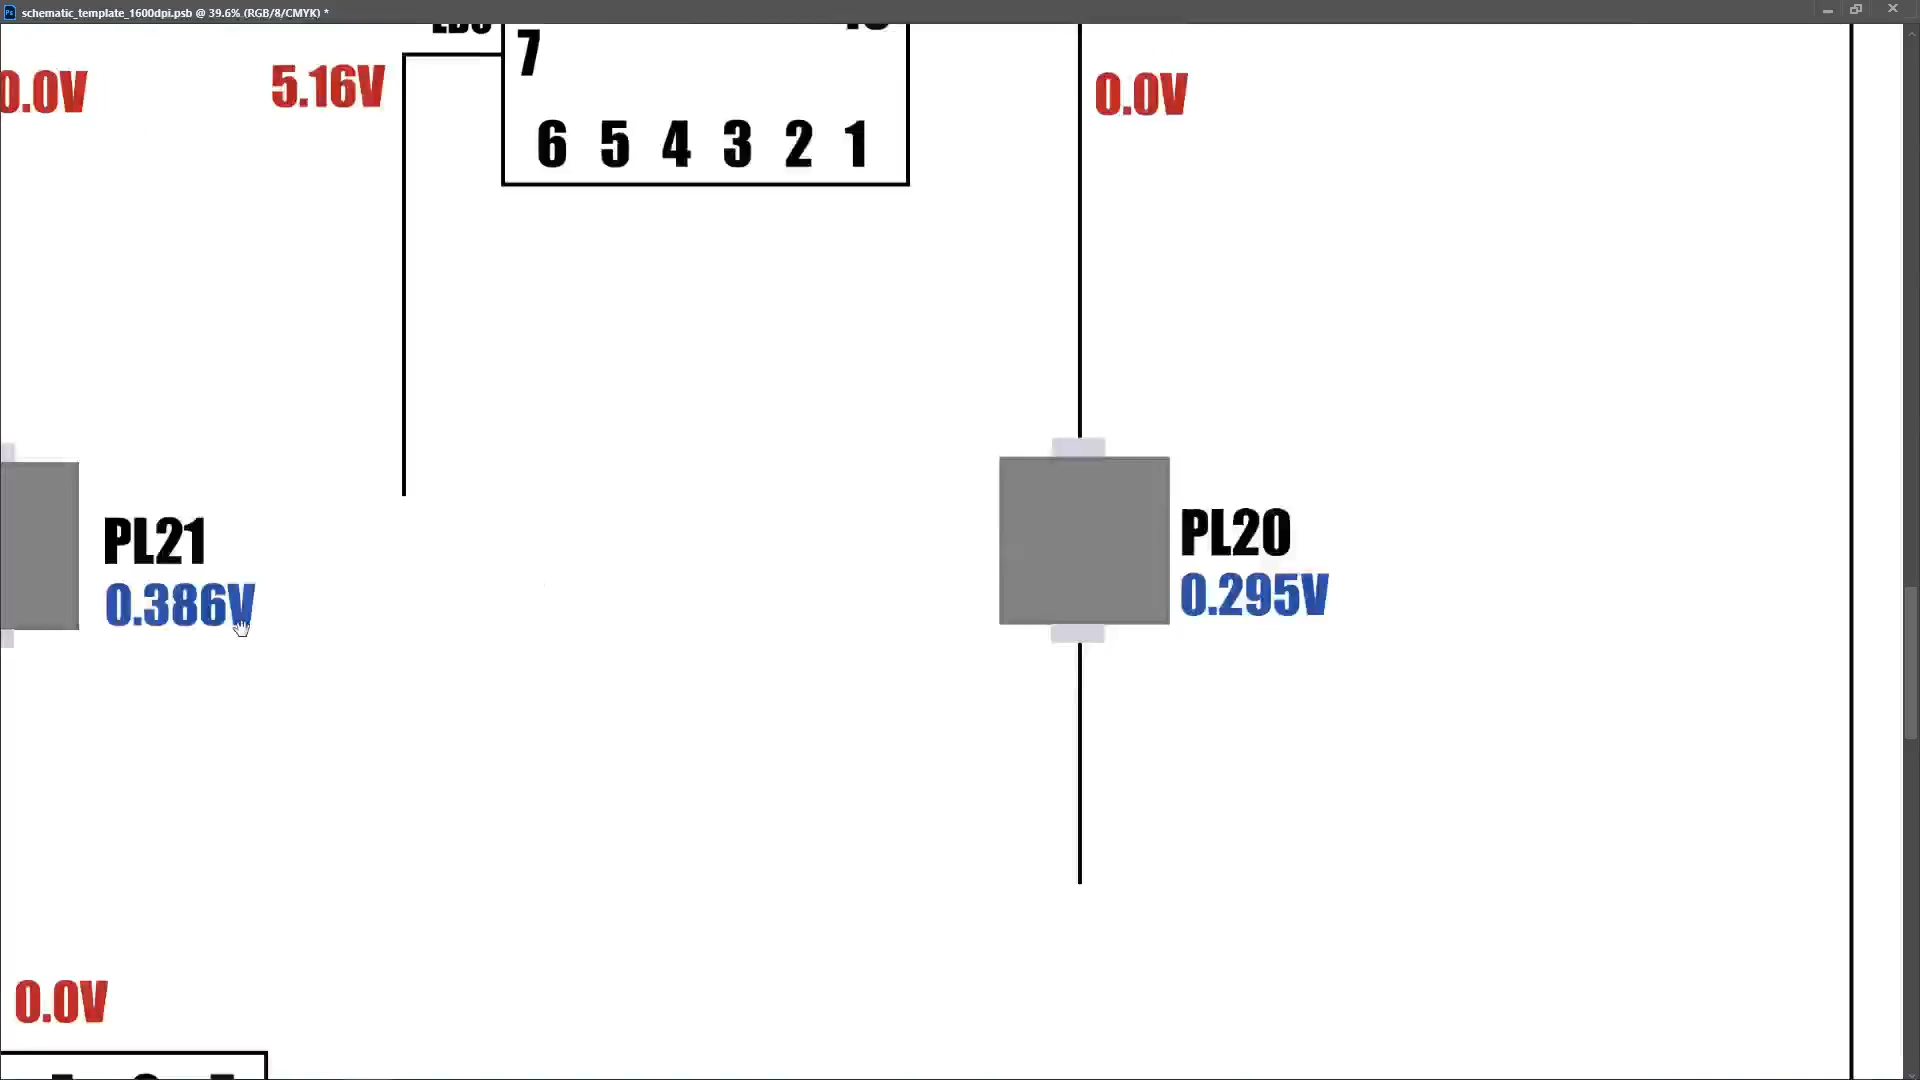 schematic_template_1600dpi.psb @ 39.6% (RGB/8/CMYK) *
7
0.0V
5.16V
0.0V
6 5 4 3 2 1
PL21
0.386V
PL20
0.295V
0.0V